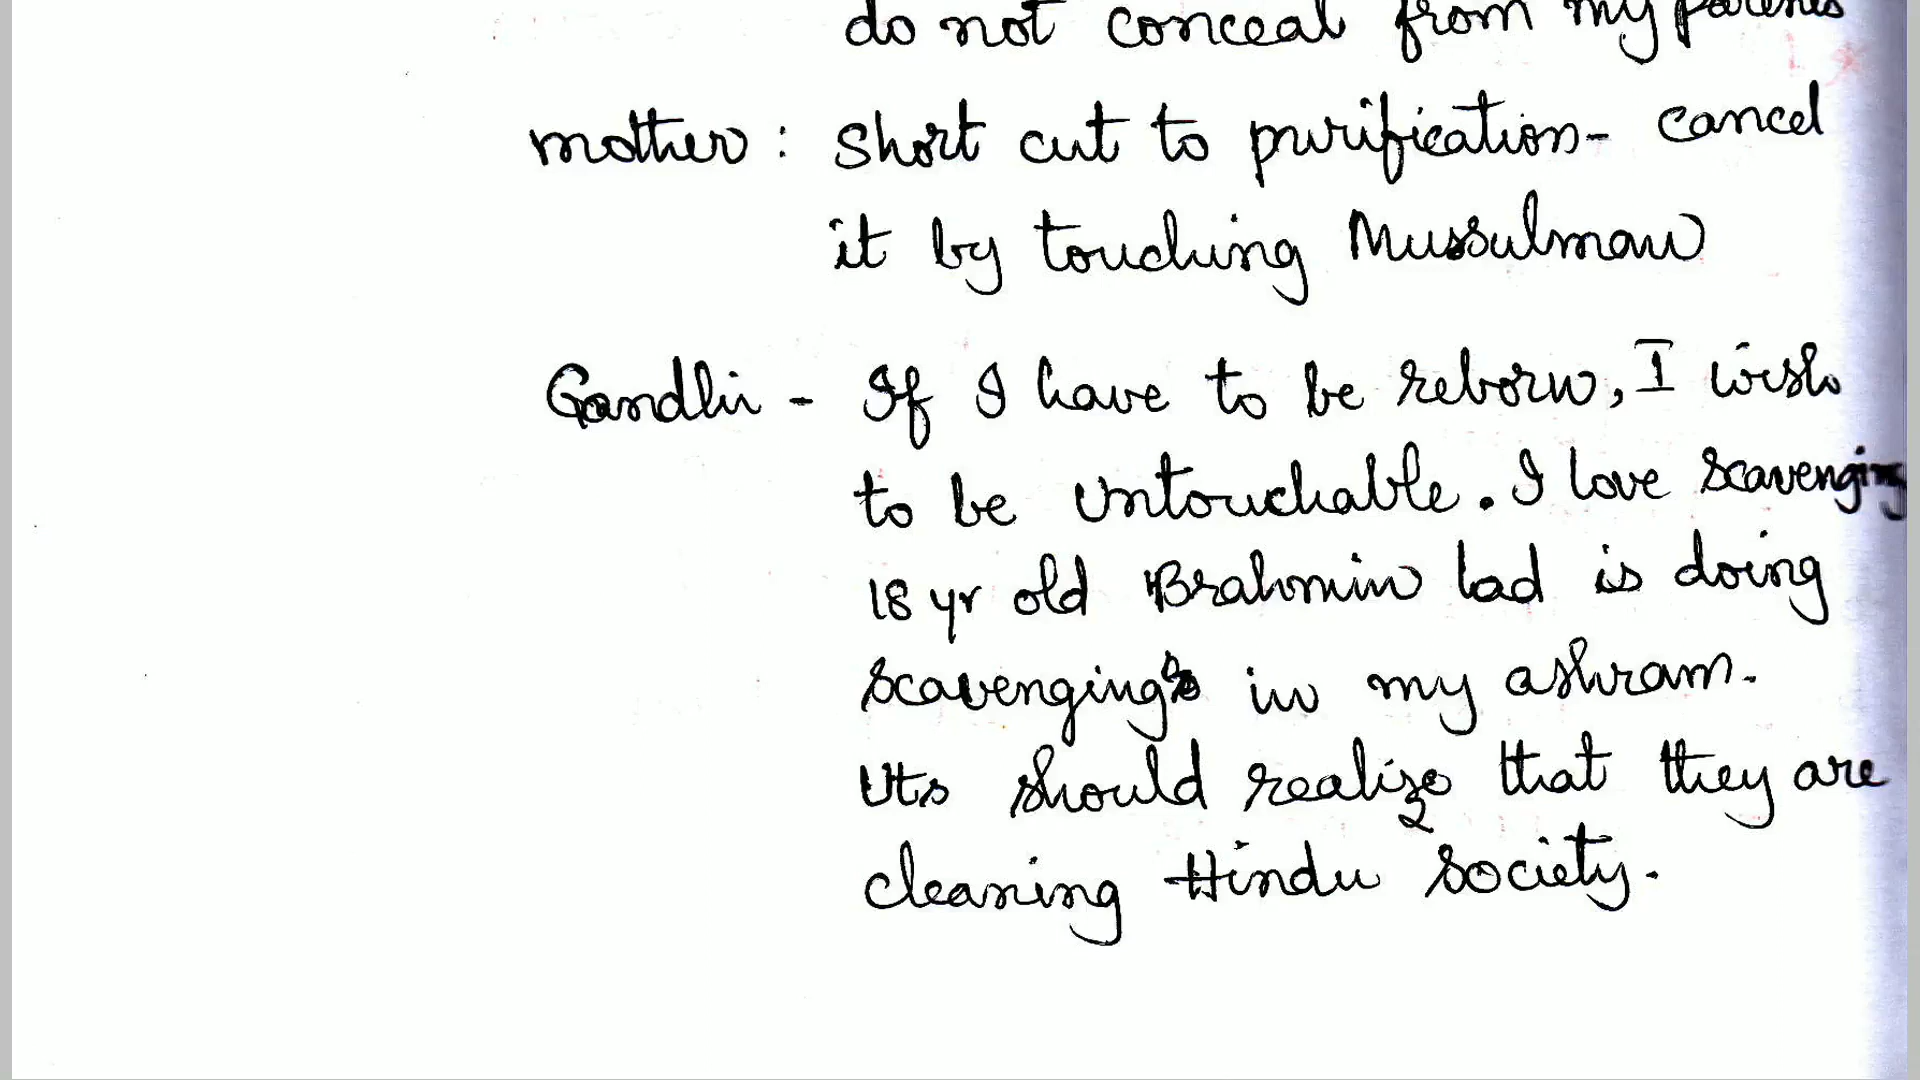 do not conceal from my parents
mother : short cut to purification - cancel
it by touching Mussulman
Gandhi - If I have to be reborn, I wish
to be Untouchable. I love scavenging
18 yr old Brahmin lad is doing
scavenging in my ashram.
Uts should realize that they are
cleaning Hindu society.